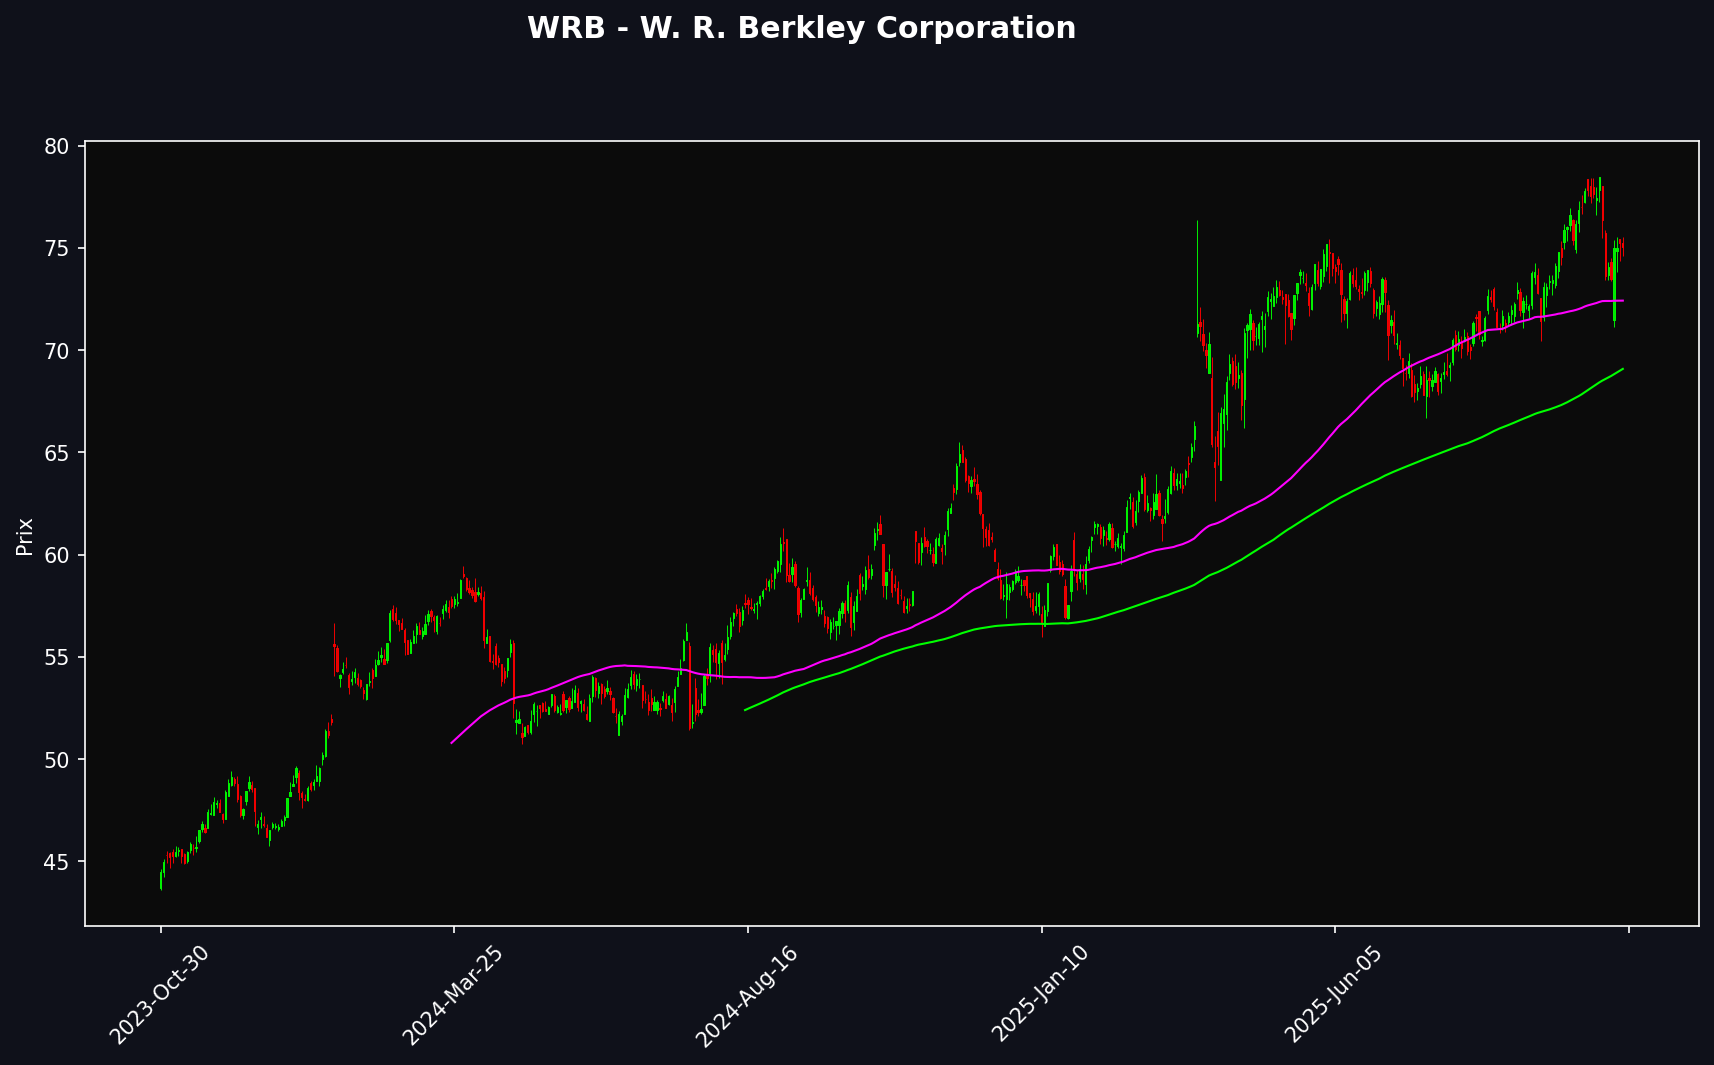 WRB - W. R. Berkley Corporation
Prix
80
75
70
65
60
55
50
45
2023-Oct-30
2024-Mar-25
2024-Aug-16
2025-Jan-10
2025-Jun-05